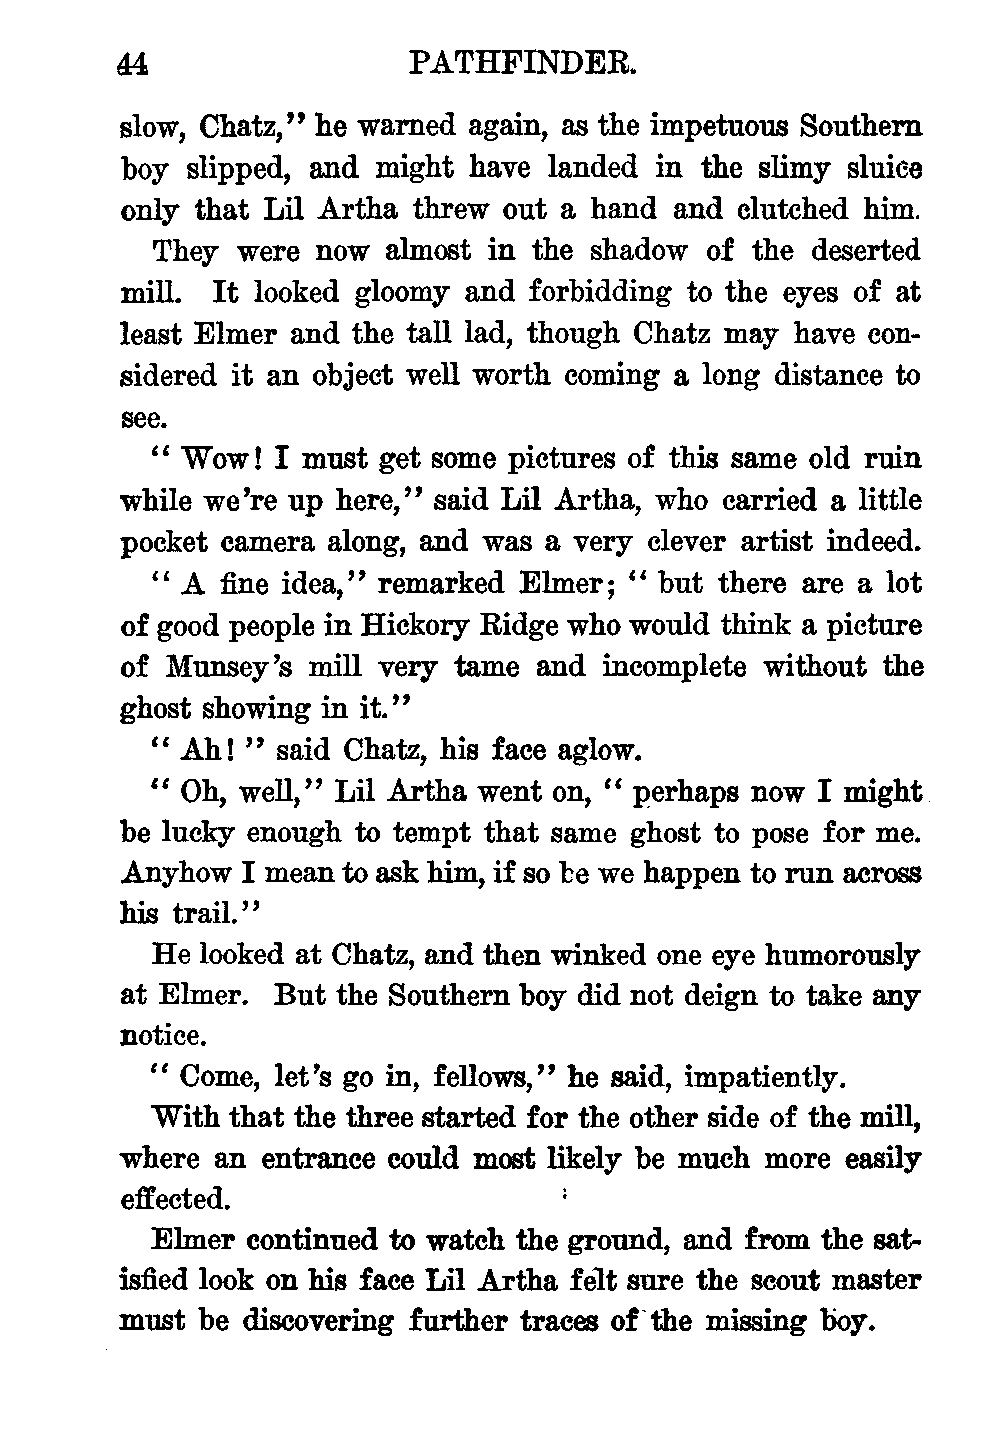 44 PATHFINDER.
slow, Chatz,” he warned again, as the impetuous Southern
boy slipped, and might have landed in the slimy sluice
only that Lil Artha threw out a hand and clutched him.
They were now almost in the shadow of the deserted
mill. It looked gloomy and forbidding to the eyes of at
least Elmer and the tall lad, though Chatz may have con-
sidered it an object well worth coming a long distance to
see.
“ Wow! I must get some pictures of this same old ruin
while we’re up here,” said Lil Artha, who carried a little
pocket camera along, and was a very clever artist indeed.
“ A fine idea,” remarked Elmer; “ but there are a lot
of good people in Hickory Ridge who would think a picture
of Munsey’s mill very tame and incomplete without the
ghost showing in it.”
“ Ah! ” said Chatz, his face aglow.
“ Oh, well,” Lil Artha went on, “ perhaps now I might
be lucky enough to tempt that same ghost to pose for me.
Anyhow I mean to ask him, if so be we happen to run across
his trail.”
He looked at Chatz, and then winked one eye humorously
at Elmer. But the Southern boy did not deign to take any
notice.
“ Come, let’s go in, fellows,” he said, impatiently.
With that the three started for the other side of the mill,
where an entrance could most likely be much more easily
effected.
Elmer continued to watch the ground, and from the sat-
isfied look on his face Lil Artha felt sure the scout master
must be discovering further traces of the missing boy.